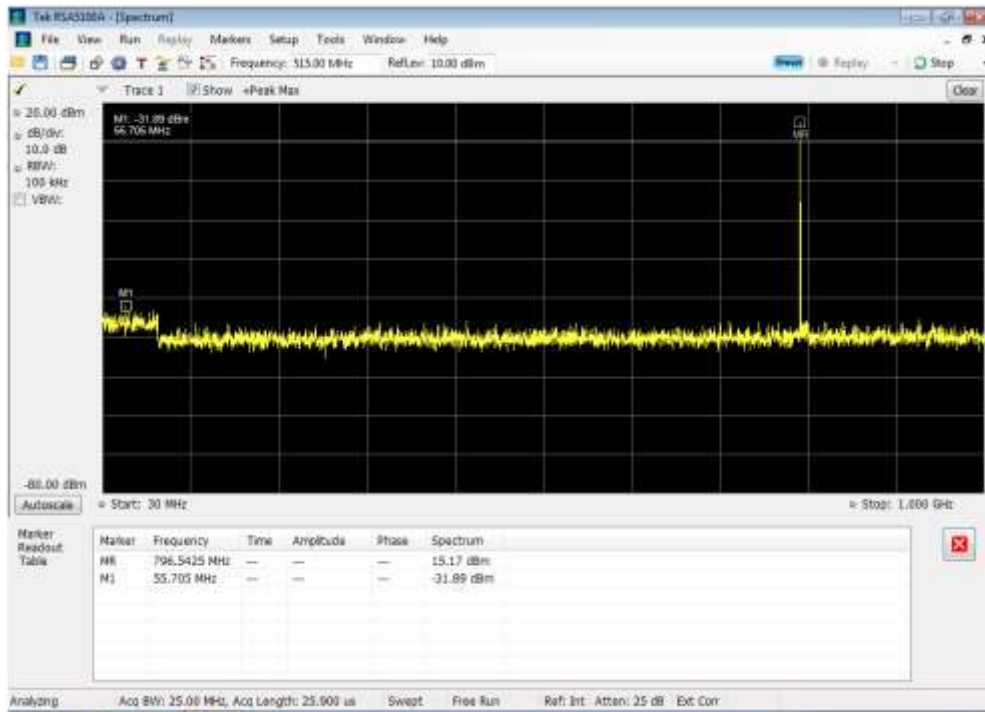 Tek RSA5100A - [Spectrum]
File View Run Replay Markers Setup Tools Window Help
Frequency: 515.00 MHz RefLev: 10.00 dBm Preset Replay Stop
Trace 1 Show +Peak Max Clear
20.00 dBm
dB/div:
10.0 dB
RBW:
100 kHz
VBW:
M1: -31.89 dBm
55.705 MHz
MR
M1
-80.00 dBm
Autoscale Start: 30 MHz Stop: 1.000 GHz
Marker
Readout
Table
Marker Frequency Time Amplitude Phase Spectrum
MR 796.5425 MHz --- --- --- 15.17 dBm
M1 55.705 MHz --- --- --- -31.89 dBm
Analyzing Acq BW: 25.00 MHz, Acq Length: 25.900 us Swept Free Run Ref: Int Atten: 25 dB Ext Corr